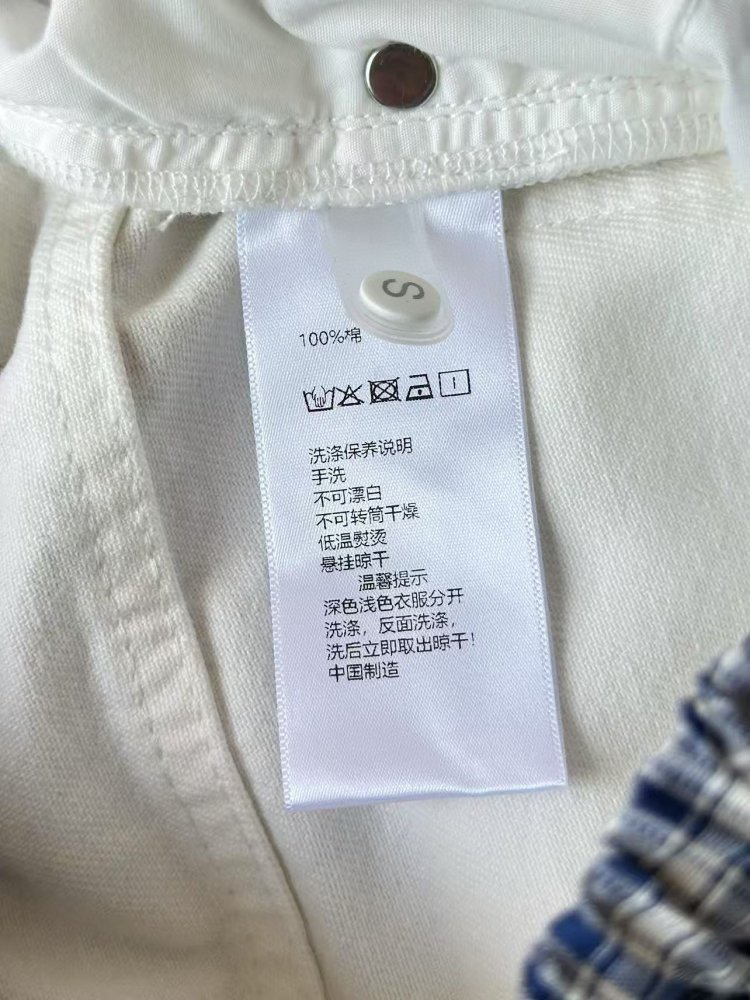 S
100%棉
洗涤保养说明
手洗
不可漂白
不可转筒干燥
低温熨烫
悬挂晾干
温馨提示
深色浅色衣服分开
洗涤，反面洗涤，
洗后立即取出晾干！
中国制造